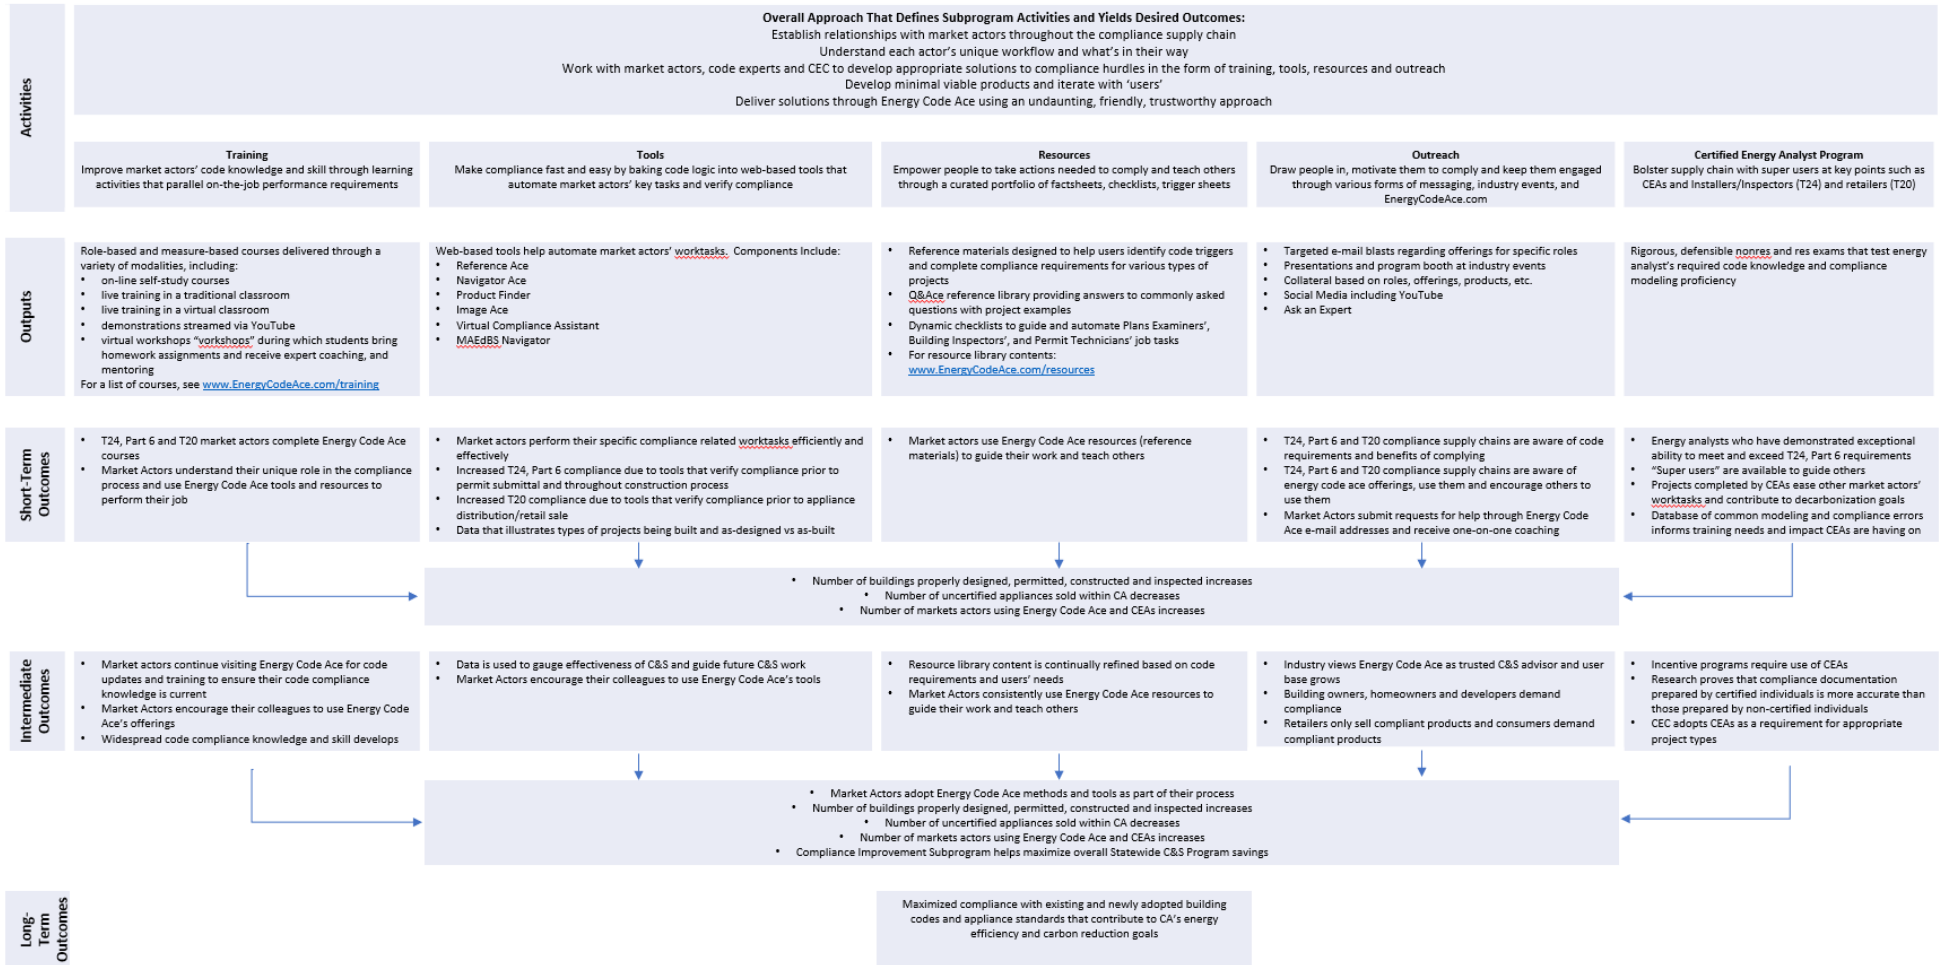 Activities
Overall Approach That Defines Subprogram Activities and Yields Desired Outcomes:
Establish relationships with market actors throughout the compliance supply chain
Understand each actor's unique workflow and what's in their way
Work with market actors, code experts and CEC to develop appropriate solutions to compliance hurdles in the form of training, tools, resources and outreach
Develop minimal viable products and iterate with ‘users’
Deliver solutions through Energy Code Ace using an undaunting, friendly, trustworthy approach
Training
Improve market actors’ code knowledge and skill through learning
activities that parallel on-the-job performance requirements
Tools
Make compliance fast and easy by baking code logic into web-based tools that
automate market actors’ key tasks and verify compliance
Resources
Empower people to take actions needed to comply and teach others
through a curated portfolio of factsheets, checklists, trigger sheets
Outreach
Draw people in, motivate them to comply and keep them engaged
through various forms of messaging, industry events, and
EnergyCodeAce.com
Certified Energy Analyst Program
Bolster supply chain with super users at key points such as
CEAs and Installers/Inspectors (T24) and retailers (T20)
Outputs
Role-based and measure-based courses delivered through a
variety of modalities, including:
• on-line self-study courses
• live training in a traditional classroom
• live training in a virtual classroom
• demonstrations streamed via YouTube
• virtual workshops “vorkshops” during which students bring
homework assignments and receive expert coaching, and
mentoring
For a list of courses, see www.EnergyCodeAce.com/training
Web-based tools help automate market actors’ worktasks. Components Include:
• Reference Ace
• Navigator Ace
• Product Finder
• Image Ace
• Virtual Compliance Assistant
• MAEdBS Navigator
• Reference materials designed to help users identify code triggers
and complete compliance requirements for various types of
projects
• Q&Ace reference library providing answers to commonly asked
questions with project examples
• Dynamic checklists to guide and automate Plans Examiners’,
Building Inspectors’, and Permit Technicians’ job tasks
• For resource library contents:
www.EnergyCodeAce.com/resources
• Targeted e-mail blasts regarding offerings for specific roles
• Presentations and program booth at industry events
• Collateral based on roles, offerings, products, etc.
• Social Media including YouTube
• Ask an Expert
Rigorous, defensible nonres and res exams that test energy
analyst's required code knowledge and compliance
modeling proficiency
Short-Term
Outcomes
• T24, Part 6 and T20 market actors complete Energy Code Ace
courses
• Market Actors understand their unique role in the compliance
process and use Energy Code Ace tools and resources to
perform their job
• Market actors perform their specific compliance related worktasks efficiently and
effectively
• Increased T24, Part 6 compliance due to tools that verify compliance prior to
permit submittal and throughout construction process
• Increased T20 compliance due to tools that verify compliance prior to appliance
distribution/retail sale
• Data that illustrates types of projects being built and as-designed vs as-built
• Market actors use Energy Code Ace resources (reference
materials) to guide their work and teach others
• T24, Part 6 and T20 compliance supply chains are aware of code
requirements and benefits of complying
• T24, Part 6 and T20 compliance supply chains are aware of
energy code ace offerings, use them and encourage others to
use them
• Market Actors submit requests for help through Energy Code
Ace e-mail addresses and receive one-on-one coaching
• Energy analysts who have demonstrated exceptional
ability to meet and exceed T24, Part 6 requirements
• “Super users” are available to guide others
• Projects completed by CEAs ease other market actors’
worktasks and contribute to decarbonization goals
• Database of common modeling and compliance errors
informs training needs and impact CEAs are having on
• Number of buildings properly designed, permitted, constructed and inspected increases
• Number of uncertified appliances sold within CA decreases
• Number of markets actors using Energy Code Ace and CEAs increases
Intermediate
Outcomes
• Market actors continue visiting Energy Code Ace for code
updates and training to ensure their code compliance
knowledge is current
• Market Actors encourage their colleagues to use Energy Code
Ace's offerings
• Widespread code compliance knowledge and skill develops
• Data is used to gauge effectiveness of C&S and guide future C&S work
• Market Actors encourage their colleagues to use Energy Code Ace's tools
• Resource library content is continually refined based on code
requirements and users’ needs
• Market Actors consistently use Energy Code Ace resources to
guide their work and teach others
• Industry views Energy Code Ace as trusted C&S advisor and user
base grows
• Building owners, homeowners and developers demand
compliance
• Retailers only sell compliant products and consumers demand
compliant products
• Incentive programs require use of CEAs
• Research proves that compliance documentation
prepared by certified individuals is more accurate than
those prepared by non-certified individuals
• CEC adopts CEAs as a requirement for appropriate
project types
• Market Actors adopt Energy Code Ace methods and tools as part of their process
• Number of buildings properly designed, permitted, constructed and inspected increases
• Number of uncertified appliances sold within CA decreases
• Number of markets actors using Energy Code Ace and CEAs increases
• Compliance Improvement Subprogram helps maximize overall Statewide C&S Program savings
Long-
Term
Outcomes
Maximized compliance with existing and newly adopted building
codes and appliance standards that contribute to CA's energy
efficiency and carbon reduction goals